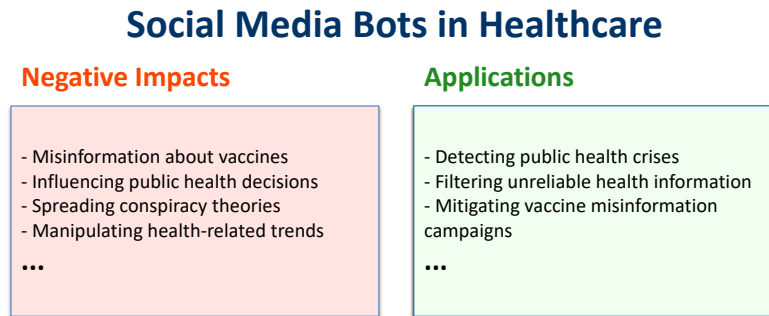 Social Media Bots in Healthcare
Negative Impacts
- Misinformation about vaccines
- Influencing public health decisions
- Spreading conspiracy theories
- Manipulating health-related trends
...
Applications
- Detecting public health crises
- Filtering unreliable health information
- Mitigating vaccine misinformation
campaigns
...